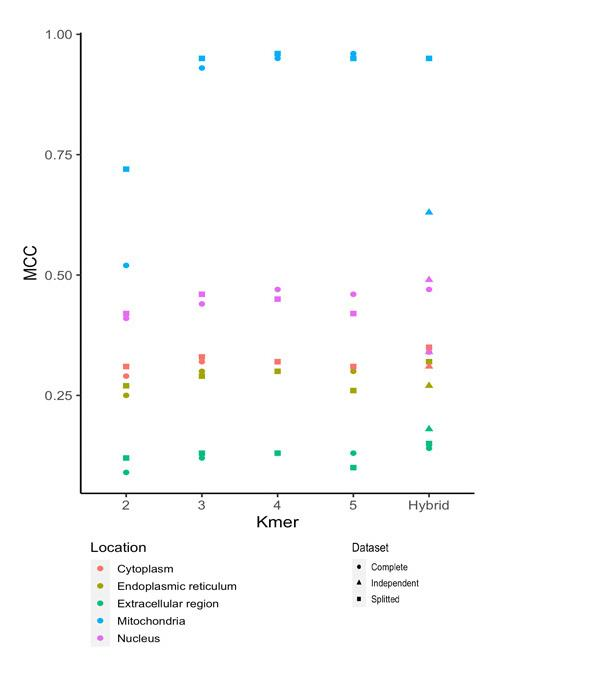 1.00
0.75
0.50
0.25
MCC
2 3 4 5 Hybrid
Kmer
Location
Cytoplasm
Endoplasmic reticulum
Extracellular region
Mitochondria
Nucleus
Dataset
Complete
Independent
Splitted